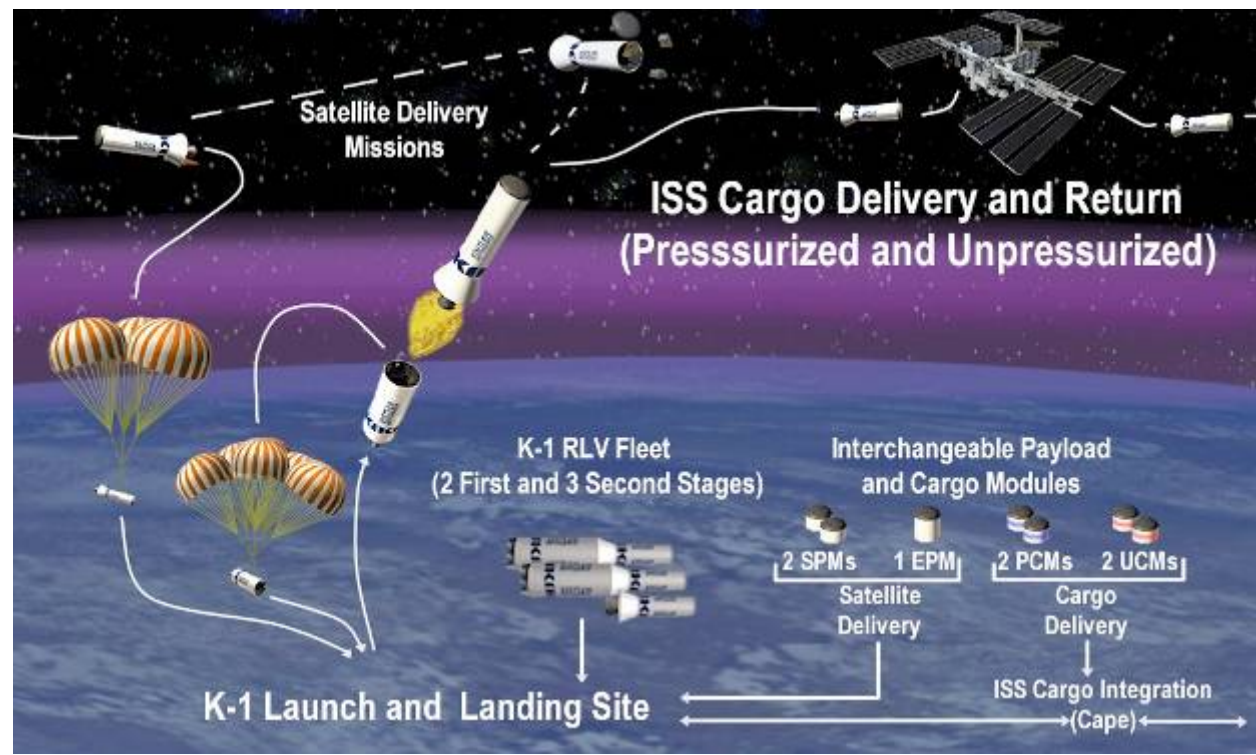 Satellite Delivery
Missions
ISS Cargo Delivery and Return
(Presssurized and Unpressurized)
K-1 RLV Fleet
(2 First and 3 Second Stages)
Interchangeable Payload
and Cargo Modules
2 SPMs
1 EPM
2 PCMs
2 UCMs
Satellite
Delivery
Cargo
Delivery
K-1 Launch and Landing Site
ISS Cargo Integration
(Cape)